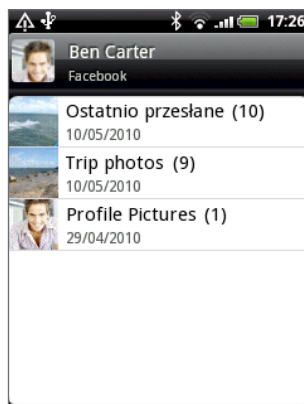 17:26
Ben Carter
Facebook
Ostatnio przesłane (10)
10/05/2010
Trip photos (9)
10/05/2010
Profile Pictures (1)
29/04/2010